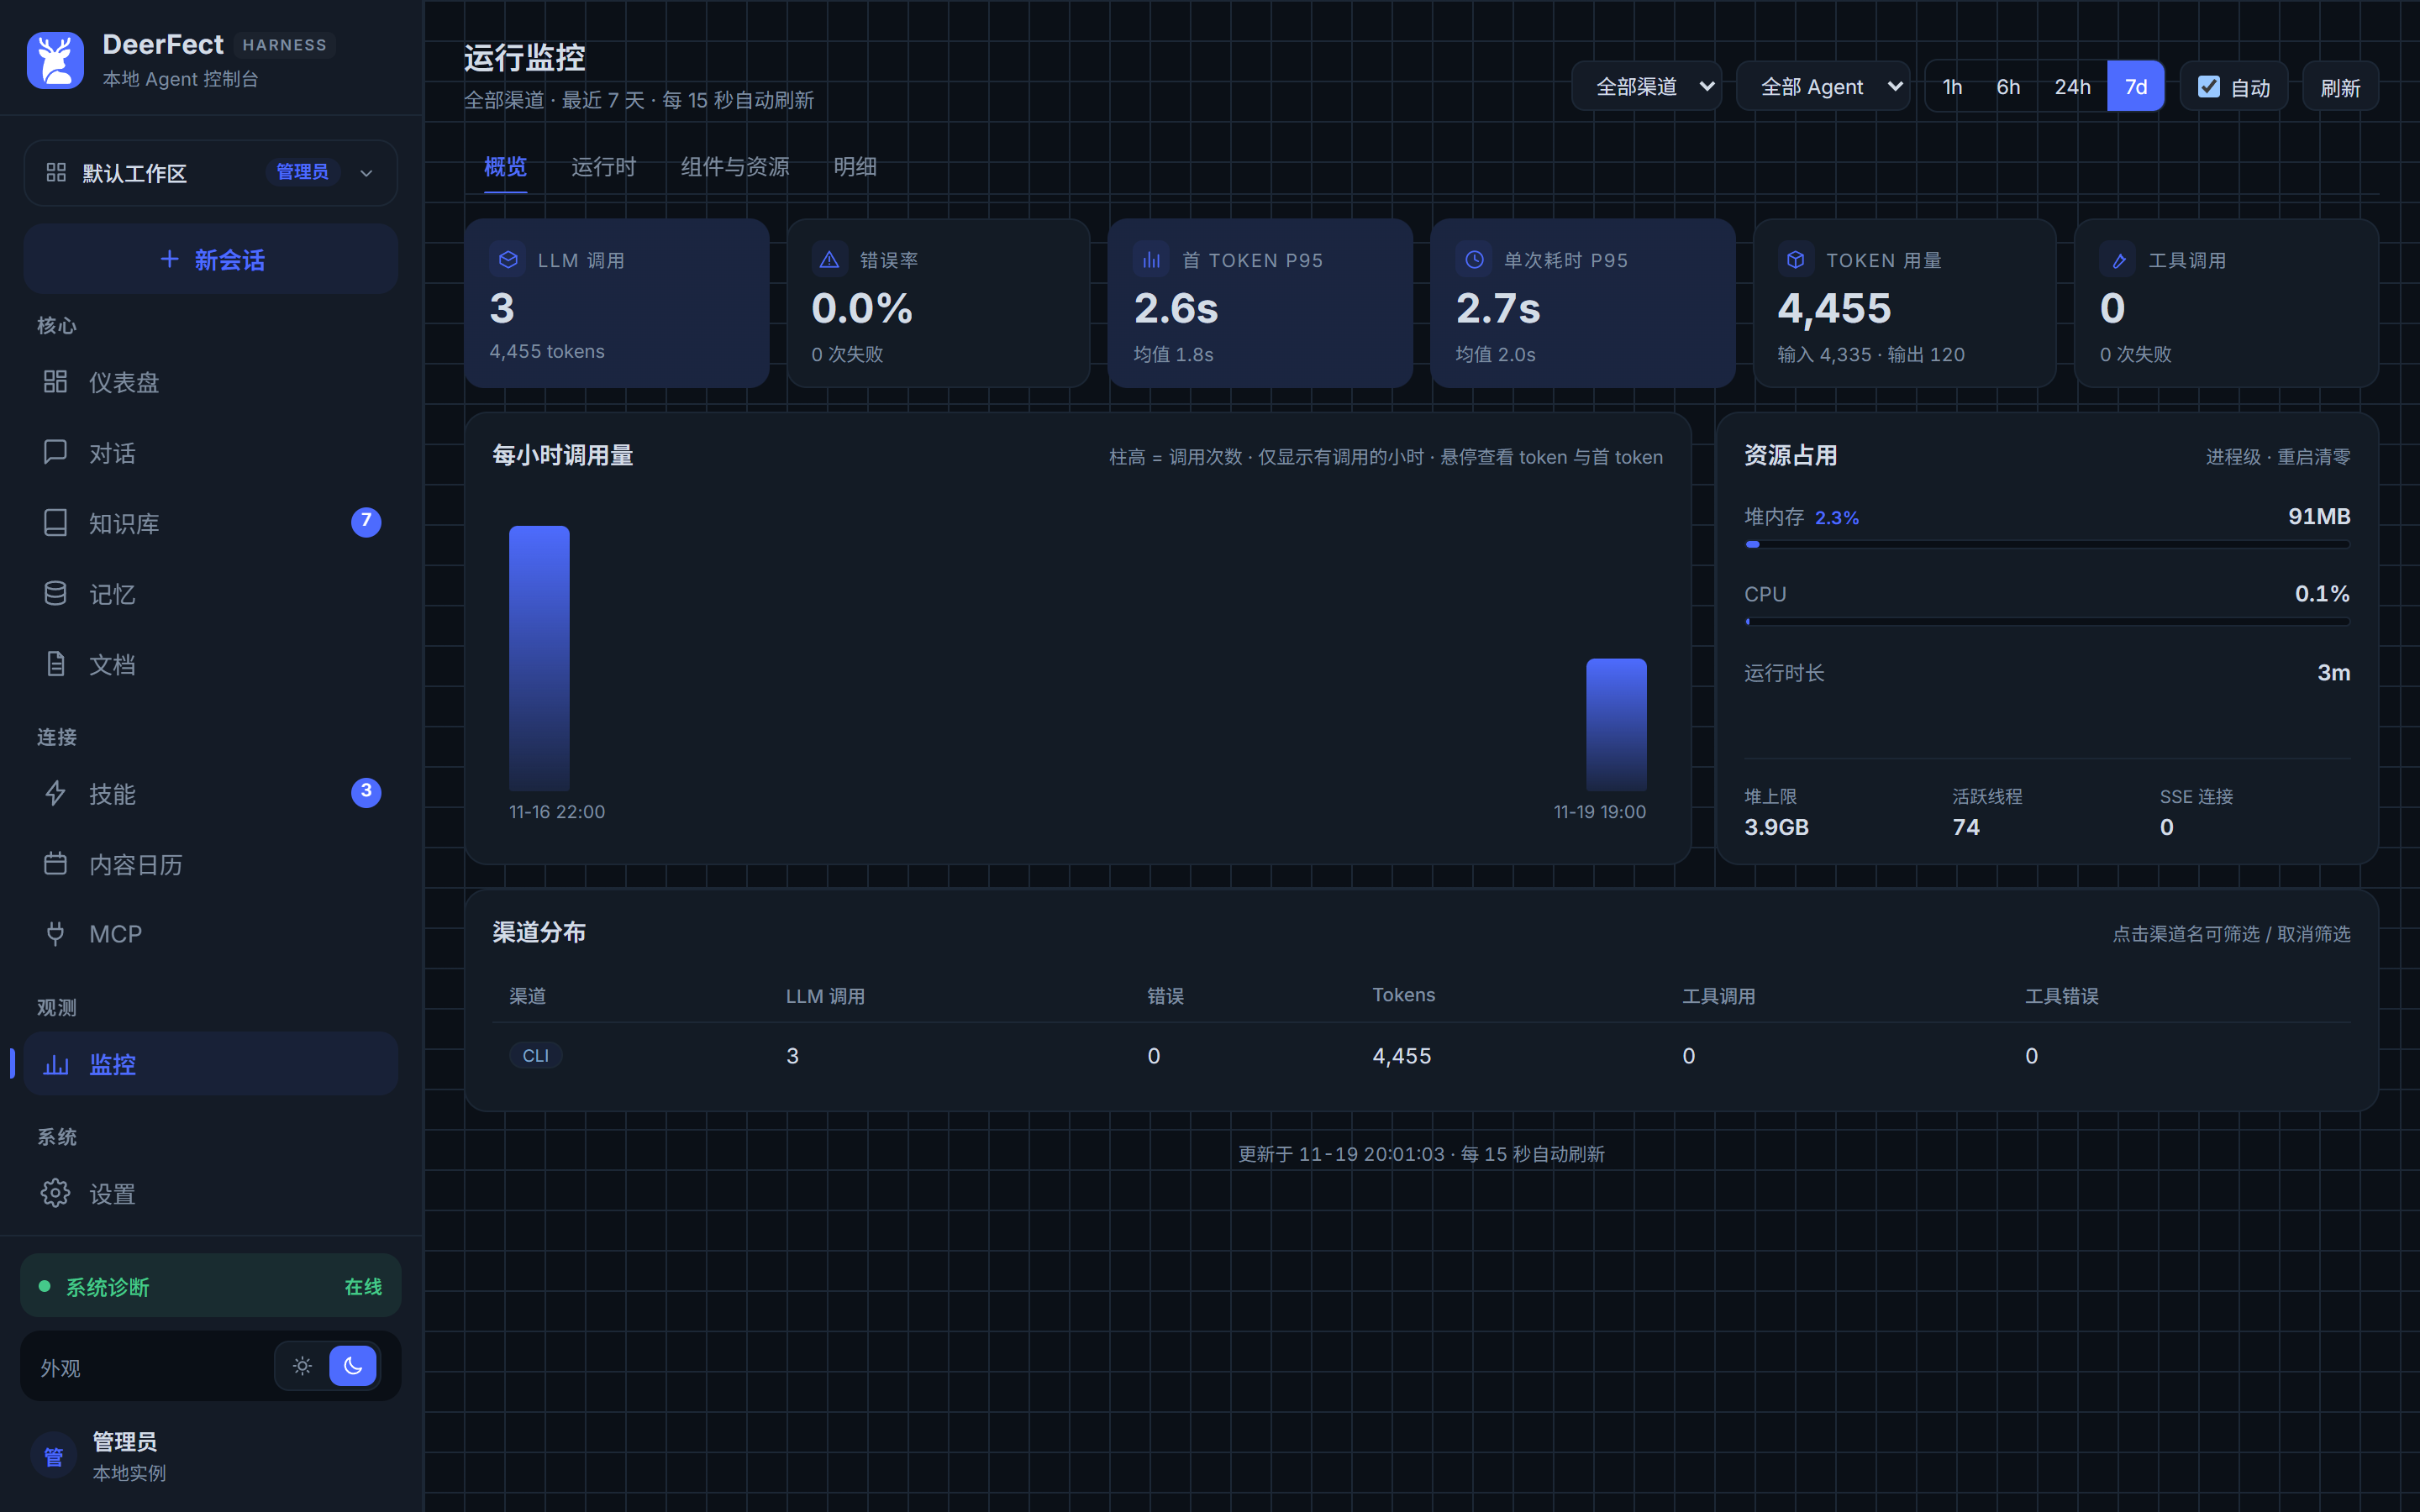 DeerFect HARNESS
本地 Agent 控制台
默认工作区 管理员
新会话
核心
仪表盘
对话
知识库 7
记忆
文档
连接
技能 3
内容日历
MCP
观测
监控
系统
设置
系统诊断 在线
外观
管 管理员
本地实例
运行监控
全部渠道 · 最近 7 天 · 每 15 秒自动刷新
全部渠道 全部 Agent 1h 6h 24h 7d 自动 刷新
概览 运行时 组件与资源 明细
LLM 调用
3
4,455 tokens
错误率
0.0%
0 次失败
首 TOKEN P95
2.6s
均值 1.8s
单次耗时 P95
2.7s
均值 2.0s
TOKEN 用量
4,455
输入 4,335 · 输出 120
工具调用
0
0 次失败
每小时调用量 柱高 = 调用次数 · 仅显示有调用的小时 · 悬停查看 token 与首 token
11-16 22:00 11-19 19:00
资源占用 进程级 · 重启清零
堆内存 2.3% 91MB
CPU 0.1%
运行时长 3m
堆上限 活跃线程 SSE 连接
3.9GB 74 0
渠道分布 点击渠道名可筛选 / 取消筛选
渠道 LLM 调用 错误 Tokens 工具调用 工具错误
CLI 3 0 4,455 0 0
更新于 11-19 20:01:03 · 每 15 秒自动刷新